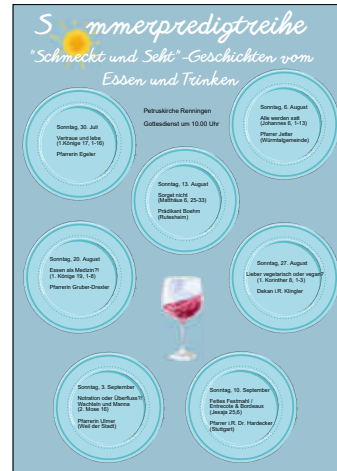 Sommerpredigtreihe
"Schmeckt und Seht"-Geschichten vom
Essen und Trinken
Petruskirche Renningen
Gottesdienst um 10.00 Uhr
Sonntag, 30. Juli
Vertraue und lebe
(1.Könige 17, 1-16)
Pfarrerin Egeler
Sonntag, 6. August
Alle werden satt
(Johannes 6, 1-13)
Pfarrer Jetter
(Würmtalgemeinde)
Sonntag, 13. August
Sorget nicht
(Matthäus 6, 25-33)
Prädikant Boehm
(Rutesheim)
Sonntag, 20. August
Essen als Medizin?!
(1. Könige 19, 1-8)
Pfarrerin Gruber-Drexler
Sonntag, 27. August
Lieber vegetarisch oder vegan?
(1. Korinther 8, 1-3)
Dekan i.R. Klingler
Sonntag, 3. September
Notration oder Überfluss?!
Wachteln und Manna
(2. Mose 16)
Pfarrerin Ulmer
(Weil der Stadt)
Sonntag, 10. September
Fettes Festmahl /
Entrecote & Bordeaux
(Jesaja 25,6)
Pfarrer i.R. Dr. Hardecker
(Stuttgart)